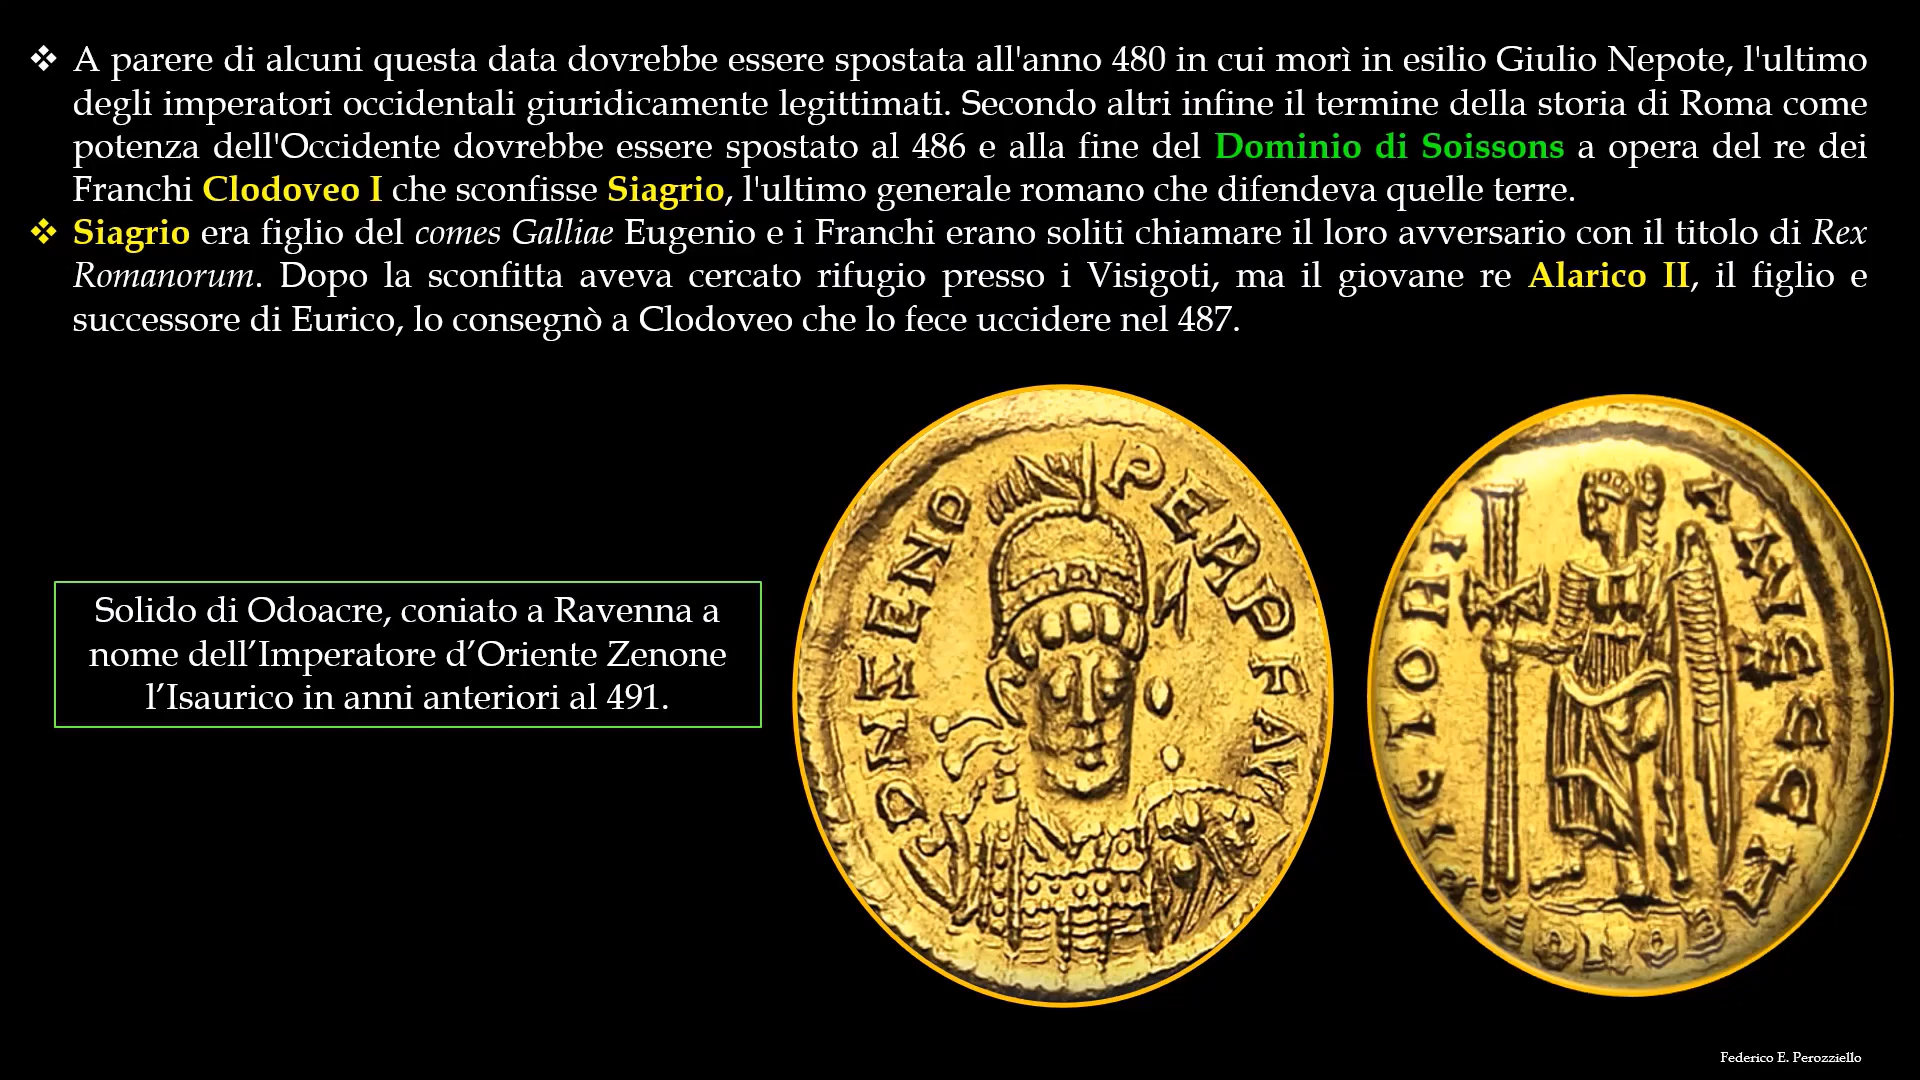 ❖ A parere di alcuni questa data dovrebbe essere spostata all'anno 480 in cui morì in esilio Giulio Nepote, l'ultimo
degli imperatori occidentali giuridicamente legittimati. Secondo altri infine il termine della storia di Roma come
potenza dell'Occidente dovrebbe essere spostato al 486 e alla fine del Dominio di Soissons a opera del re dei
Franchi Clodoveo I che sconfisse Siagrio, l'ultimo generale romano che difendeva quelle terre.
❖ Siagrio era figlio del comes Galliae Eugenio e i Franchi erano soliti chiamare il loro avversario con il titolo di Rex
Romanorum. Dopo la sconfitta aveva cercato rifugio presso i Visigoti, ma il giovane re Alarico II, il figlio e
successore di Eurico, lo consegnò a Clodoveo che lo fece uccidere nel 487.
Solido di Odoacre, coniato a Ravenna a
nome dell’Imperatore d’Oriente Zenone
l’Isaurico in anni anteriori al 491.
PERP F AV
Federico E. Perozziello